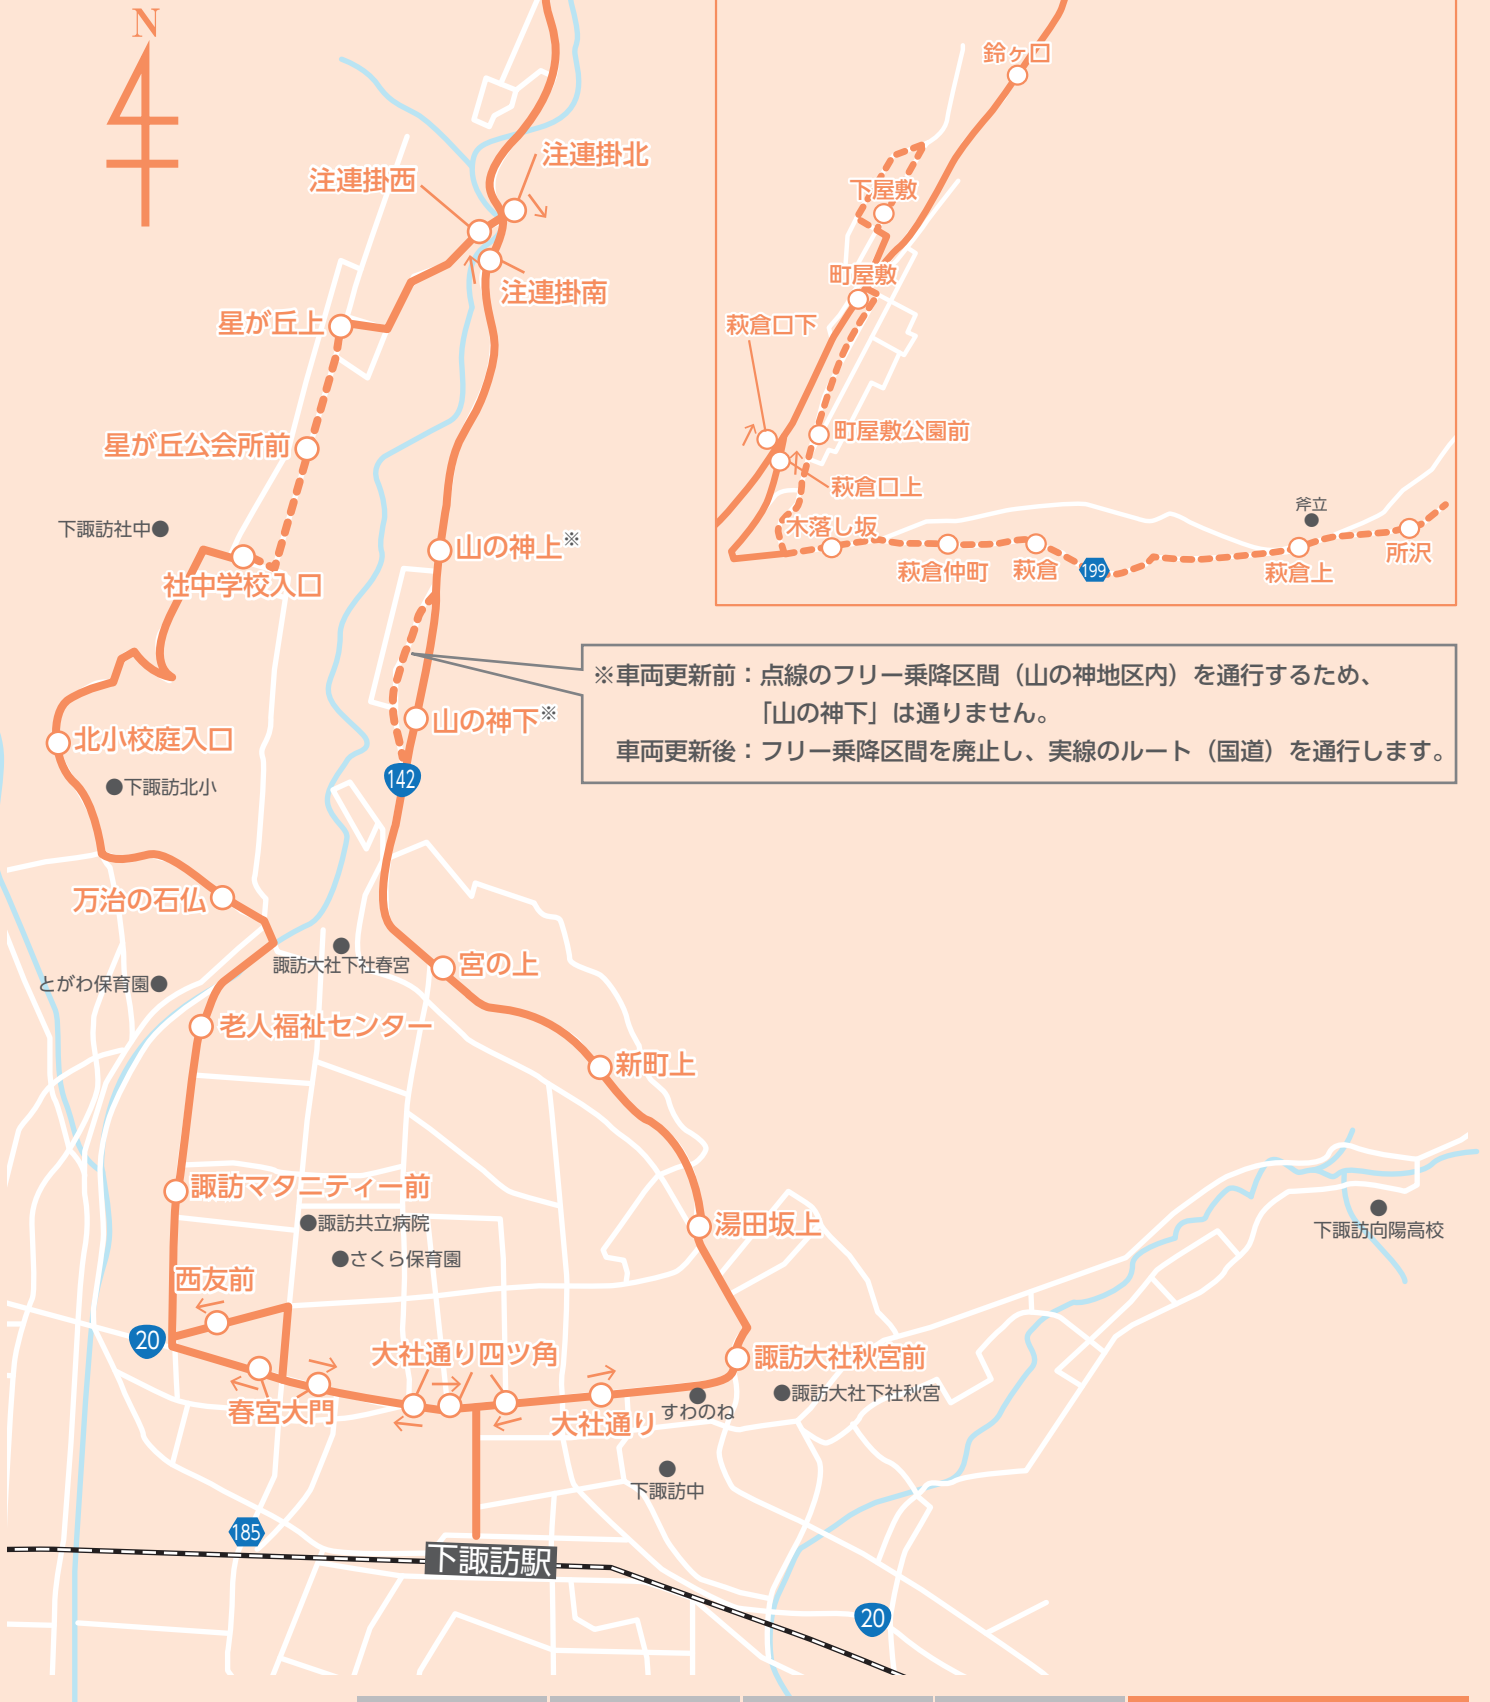 N
鈴ヶ口
下屋敷
町屋敷
萩倉口下
町屋敷公園前
萩倉口上
木落し坂
萩倉仲町
萩倉
199
萩倉上
斧立
所沢
注連掛北
注連掛西
注連掛南
星が丘上
星が丘公会所前
下諏訪社中
社中学校入口
山の神上※
山の神下※
142
※車両更新前：点線のフリー乗降区間（山の神地区内）を通行するため、
「山の神下」は通りません。
車両更新後：フリー乗降区間を廃止し、実線のルート（国道）を通行します。
北小校庭入口
下諏訪北小
万治の石仏
諏訪大社下社春宮
宮の上
とがわ保育園
老人福祉センター
新町上
諏訪マタニティー前
諏訪共立病院
さくら保育園
湯田坂上
下諏訪向陽高校
西友前
20
大社通り四ツ角
諏訪大社秋宮前
諏訪大社下社秋宮
春宮大門
大社通り
すわのね
下諏訪中
185
下諏訪駅
20